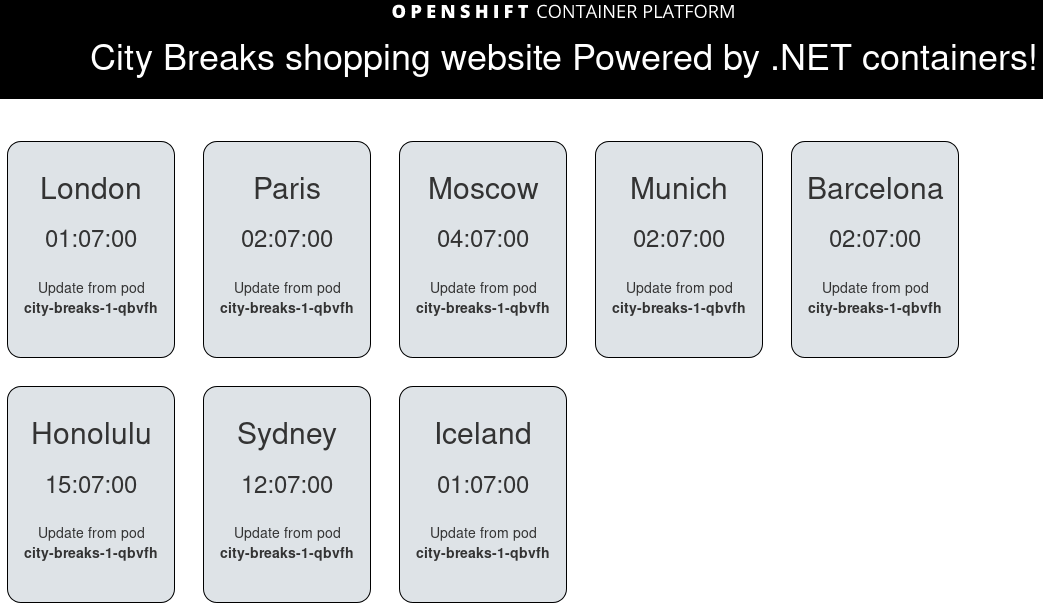 OPENSHIFT CONTAINER PLATFORM
City Breaks shopping website Powered by .NET containers!
London
01:07:00
Update from pod
city-breaks-1-qbvfh
Paris
02:07:00
Update from pod
city-breaks-1-qbvfh
Moscow
04:07:00
Update from pod
city-breaks-1-qbvfh
Munich
02:07:00
Update from pod
city-breaks-1-qbvfh
Barcelona
02:07:00
Update from pod
city-breaks-1-qbvfh
Honolulu
15:07:00
Update from pod
city-breaks-1-qbvfh
Sydney
12:07:00
Update from pod
city-breaks-1-qbvfh
Iceland
01:07:00
Update from pod
city-breaks-1-qbvfh